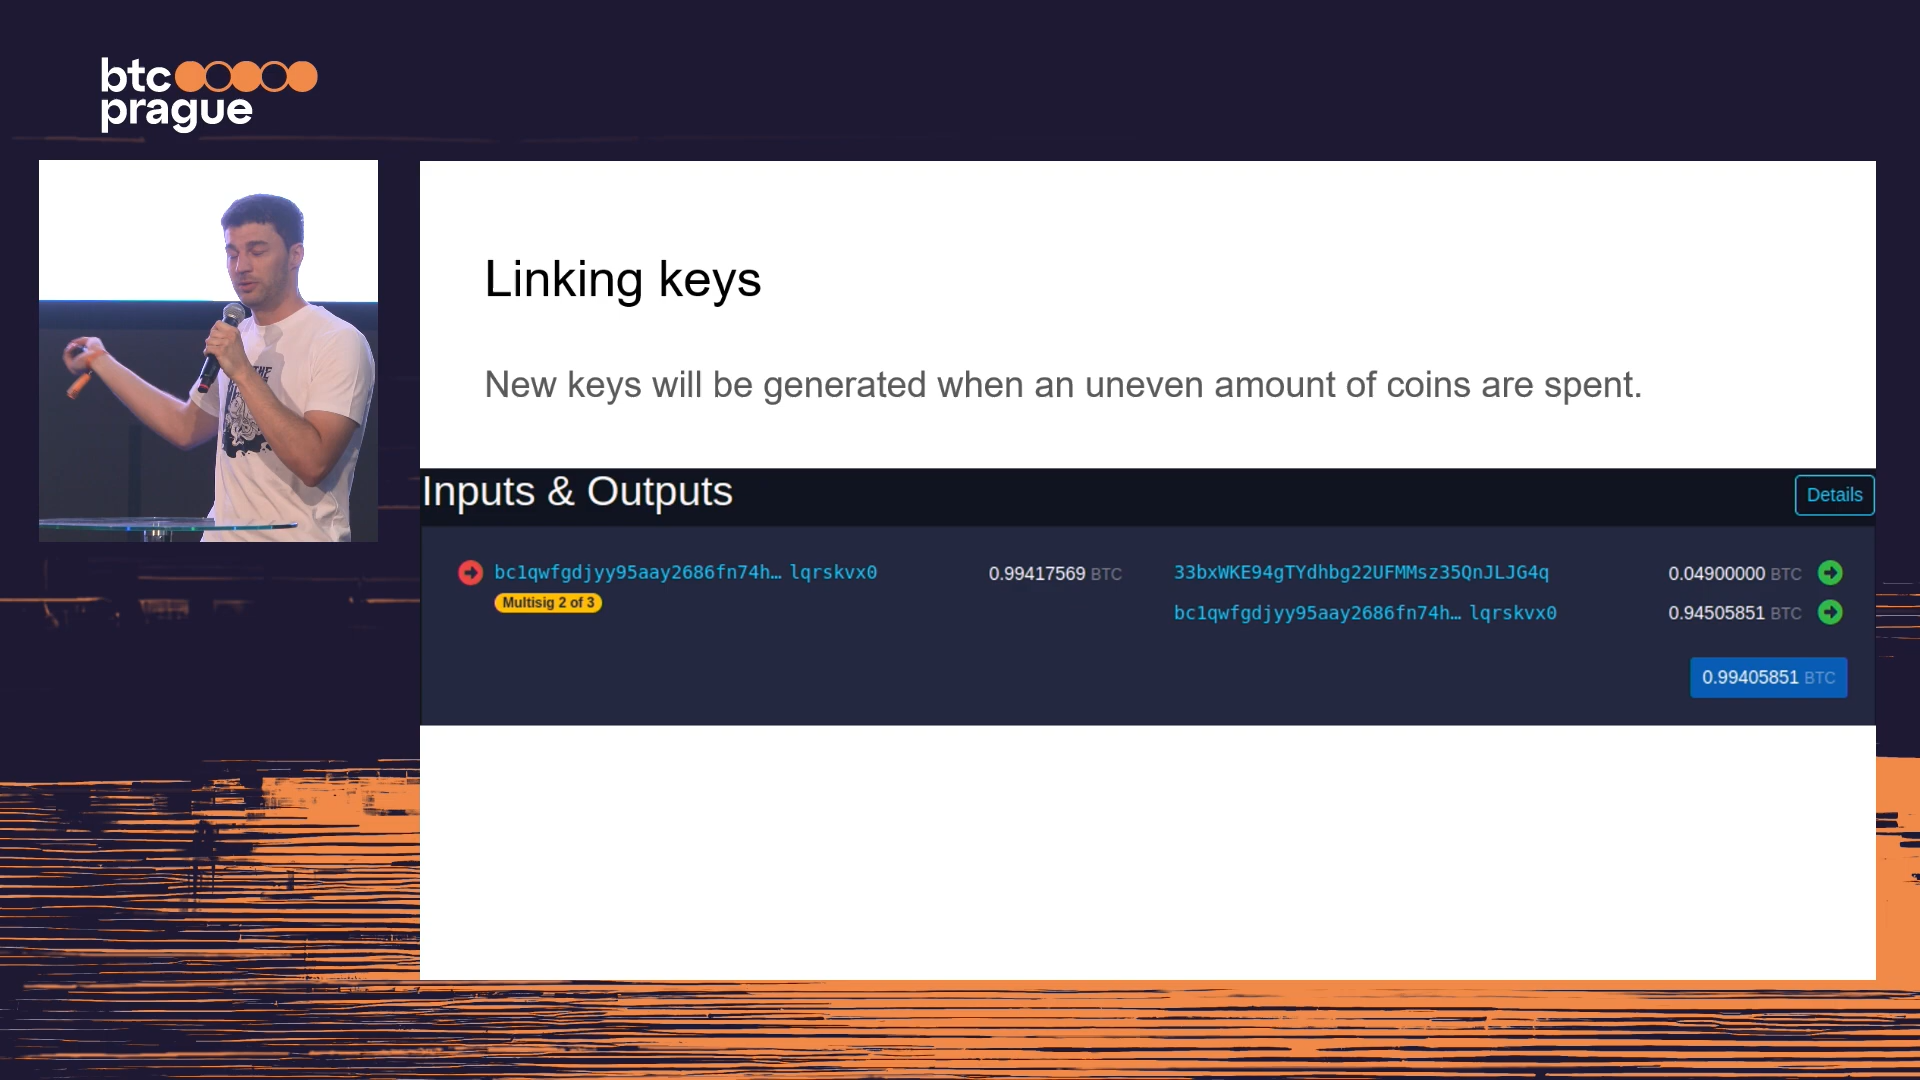 btc
prague
Linking keys
New keys will be generated when an uneven amount of coins are spent.
Inputs & Outputs
Details
bc1qwfgdjyy95aay2686fn74h… lqrskvx0 0.99417569 BTC 33bxWKE94gTYdhbg22UFMMsz35QnJLJG4q 0.04900000 BTC
Multisig 2 of 3
bc1qwfgdjyy95aay2686fn74h… lqrskvx0 0.94505851 BTC
0.99405851 BTC
THE